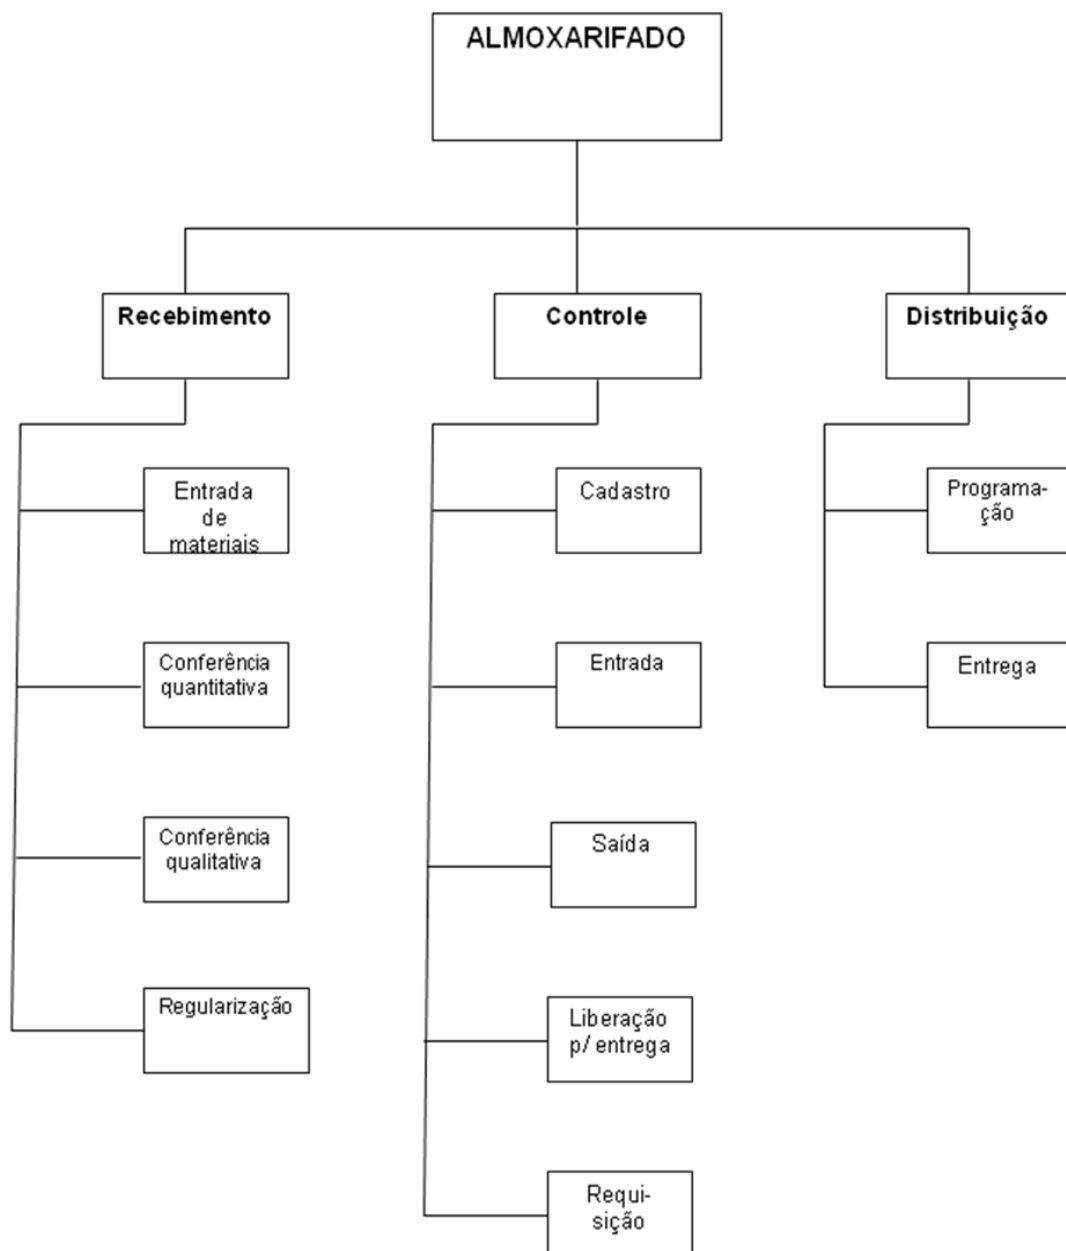 ALMOXARIFADO
Recebimento
Controle
Distribuição
Entrada
de
materiais
Conferência
quantitativa
Conferência
qualitativa
Regularização
Cadastro
Entrada
Saída
Liberação
p/ entrega
Requi-
sição
Programa-
ção
Entrega